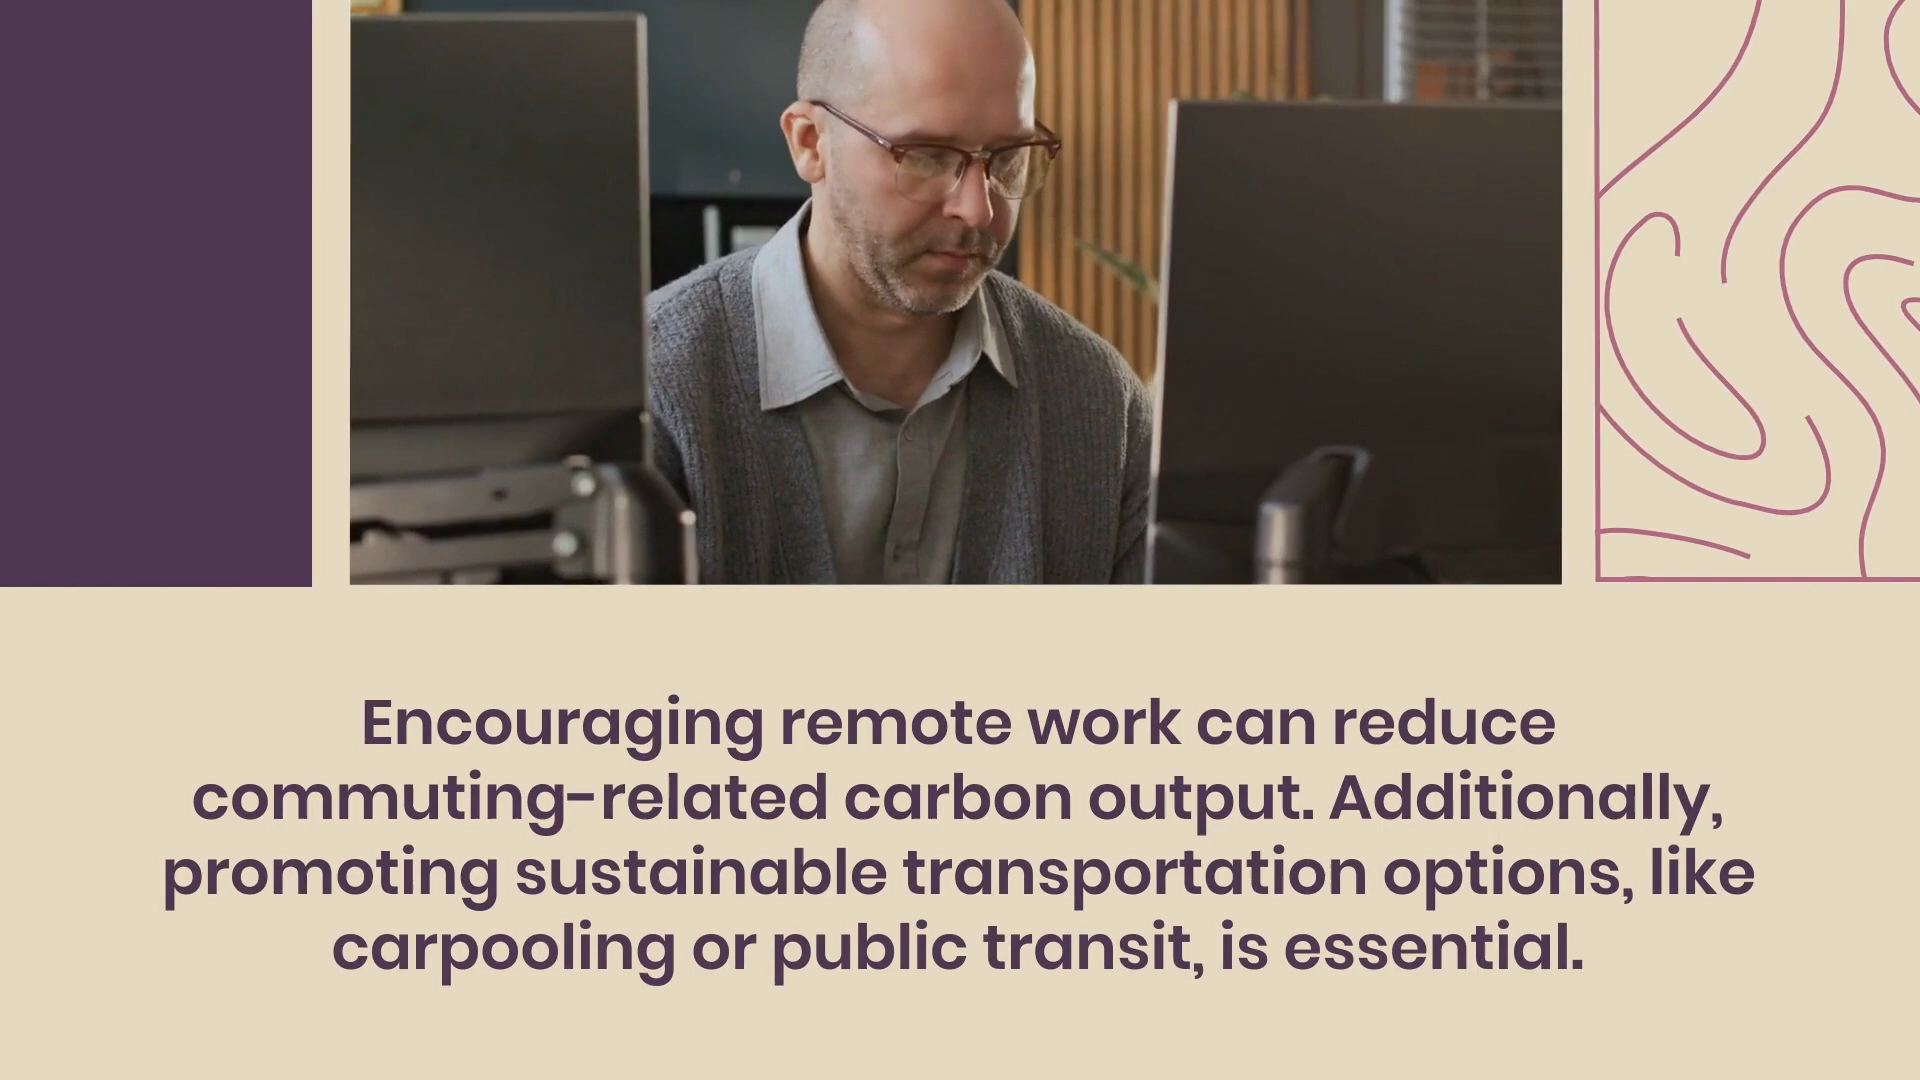 Encouraging remote work can reduce
commuting-related carbon output. Additionally,
promoting sustainable transportation options, like
carpooling or public transit, is essential.